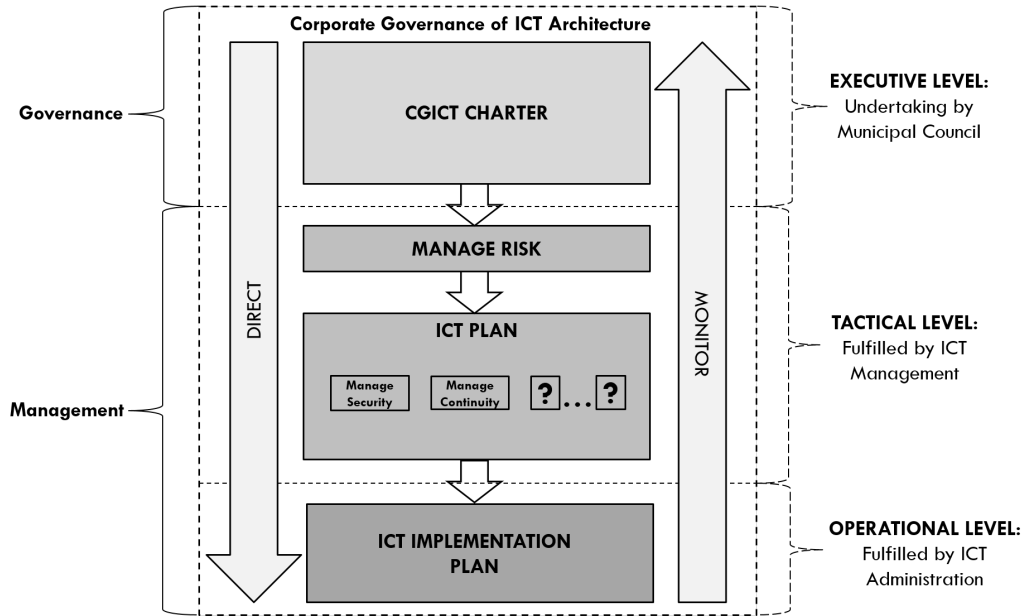 Corporate Governance of ICT Architecture
Governance
CGICT CHARTER
EXECUTIVE LEVEL:
Undertaking by
Municipal Council
MANAGE RISK
DIRECT
MONITOR
ICT PLAN
Manage
Security
Manage
Continuity
? ... ?
TACTICAL LEVEL:
Fulfilled by ICT
Management
Management
ICT IMPLEMENTATION
PLAN
OPERATIONAL LEVEL:
Fulfilled by ICT
Administration